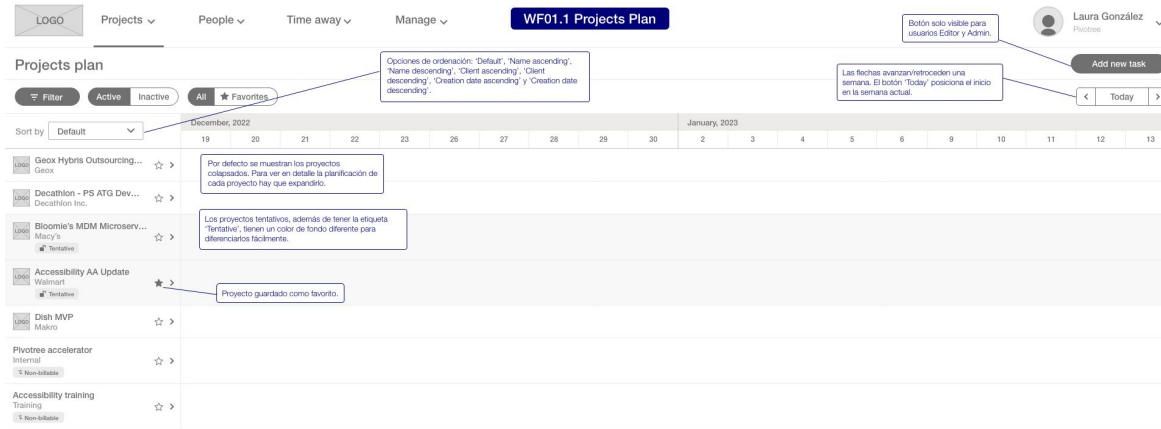 LOGO
Projects
People
Time away
Manage
WF01.1 Projects Plan
Botón solo visible para
usuarios Editor y Admin.
Laura González
Pivotree
Projects plan
Opciones de ordenación: 'Default', 'Name ascending',
'Name descending', 'Client ascending', 'Client
descending', 'Creation date ascending' y 'Creation date
descending'.
Las flechas avanzan/retroceden una
semana. El botón 'Today' posiciona el inicio
en la semana actual.
Add new task
Filter
Active
Inactive
All
Favorites
Today
Sort by
Default
December, 2022
January, 2023
19 20 21 22 23 26 27 28 29 30 2 3 4 5 6 9 10 11 12 13
LOGO
Geox Hybris Outsourcing...
Geox
Por defecto se muestran los proyectos
colapsados. Para ver en detalle la planificación de
cada proyecto hay que expandirlo.
LOGO
Decathlon - PS ATG Dev...
Decathlon Inc.
LOGO
Bloomie's MDM Microserv...
Macy's
Tentative
Los proyectos tentativos, además de tener la etiqueta
'Tentative', tienen un color de fondo diferente para
diferenciarlos fácilmente.
LOGO
Accessibility AA Update
Walmart
Tentative
Proyecto guardado como favorito.
LOGO
Dish MVP
Makro
Pivotree accelerator
Internal
Non-billable
Accessibility training
Training
Non-billable